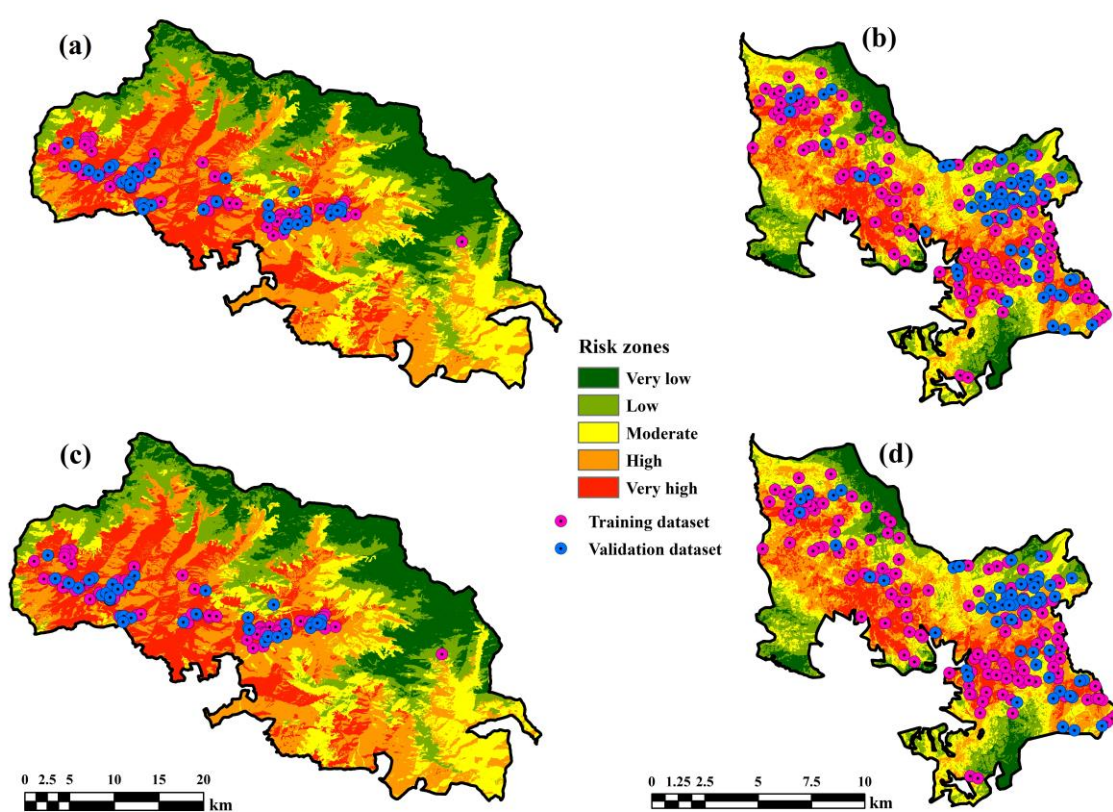 (a)
(b)
Risk zones
Very low
Low
Moderate
High
Very high
Training dataset
Validation dataset
(c)
(d)
0 2.5 5 10 15 20
km
0 1.25 2.5 5 7.5 10
km